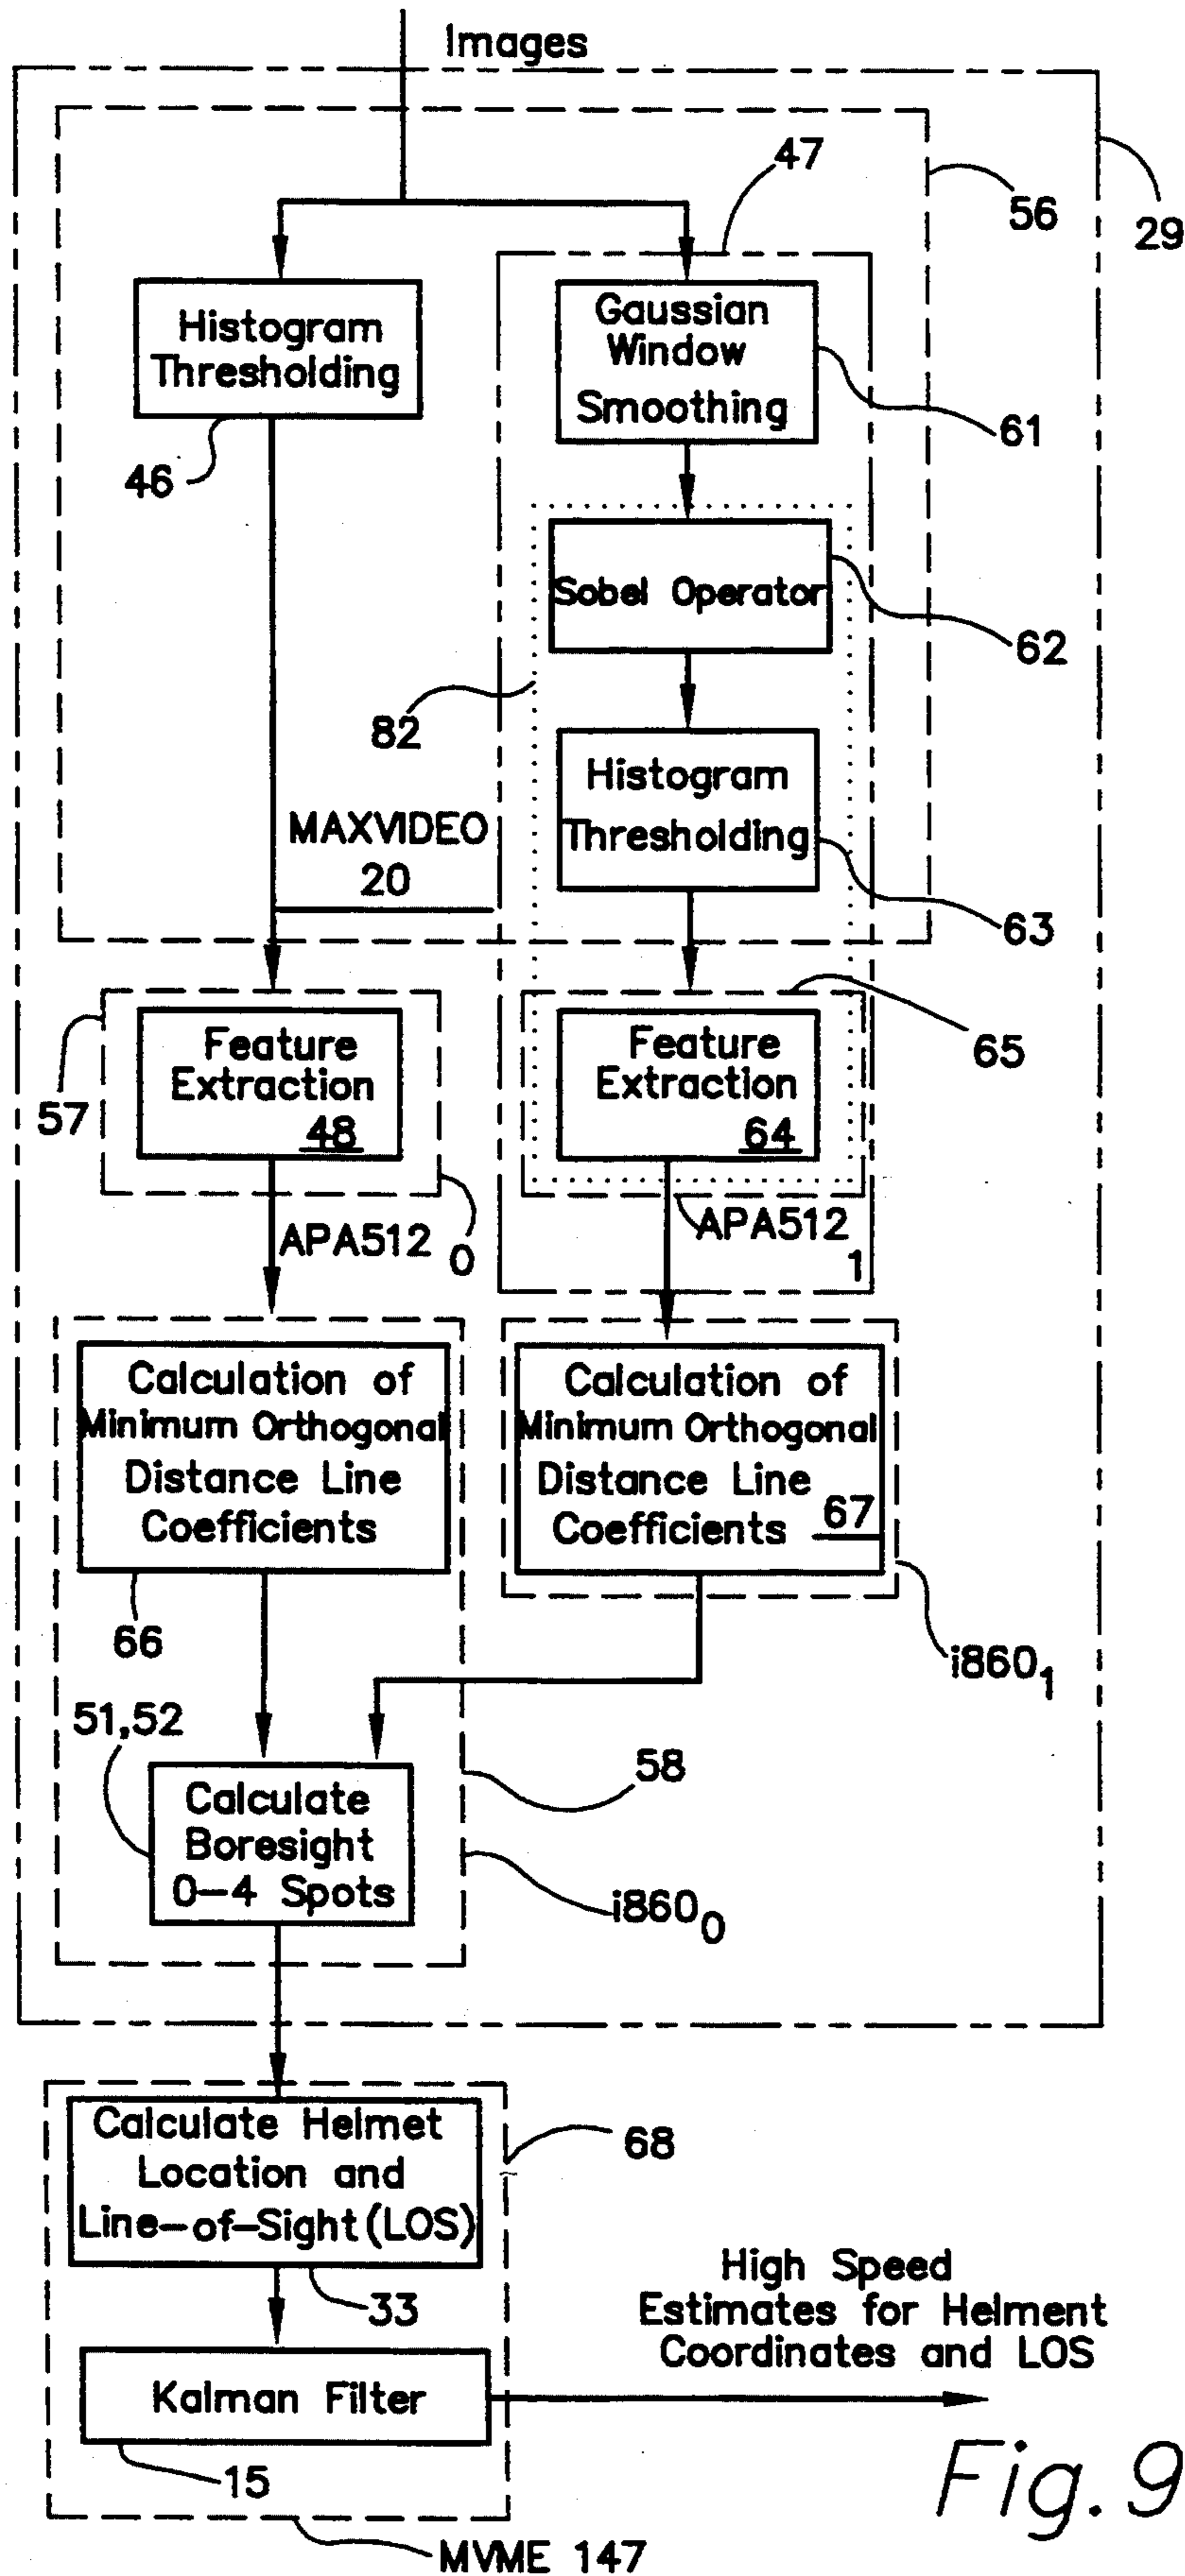 Images
47
56
29
Histogram
Thresholding
46
Gaussian
Window
Smoothing
61
Sobel Operator
62
82
Histogram
Thresholding
63
MAXVIDEO
20
57
Feature
Extraction
48
Feature
Extraction
64
65
APA512 0
APA512 1
Calculation of
Minimum Orthogonal
Distance Line
Coefficients
66
Calculation of
Minimum Orthogonal
Distance Line
Coefficients 67
i860₁
51,52
58
Calculate
Boresight
0-4 Spots
i860₀
Calculate Helmet
Location and
Line-of-Sight (LOS)
68
33
High Speed
Estimates for Helment
Coordinates and LOS
Kalman Filter
15
Fig. 9
MVME 147